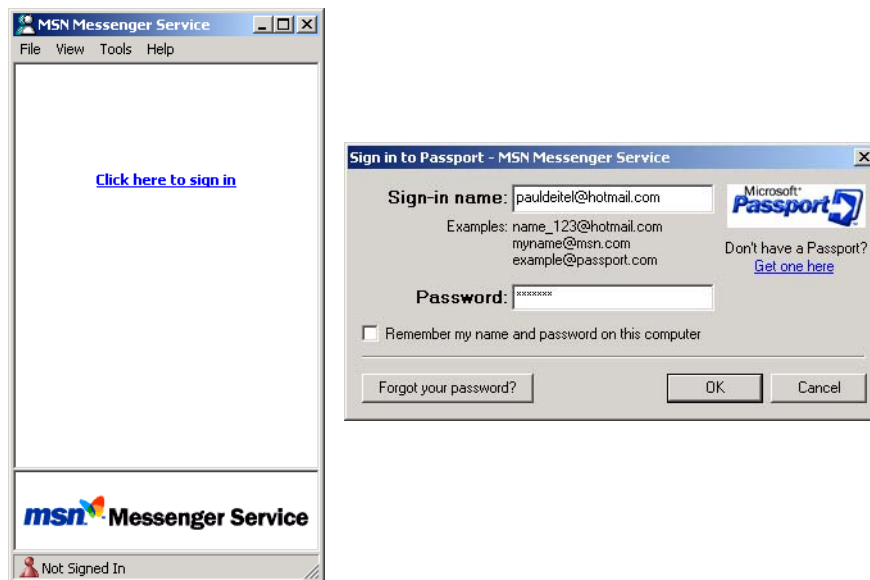 MSN Messenger Service
File View Tools Help
Click here to sign in
msn Messenger Service
Not Signed In
Sign in to Passport - MSN Messenger Service
Sign-in name: pauldeitel@hotmail.com
Examples: name_123@hotmail.com
myname@msn.com
example@passport.com
Password: *******
Remember my name and password on this computer
Microsoft
Passport
Don't have a Passport?
Get one here
Forgot your password?
OK
Cancel